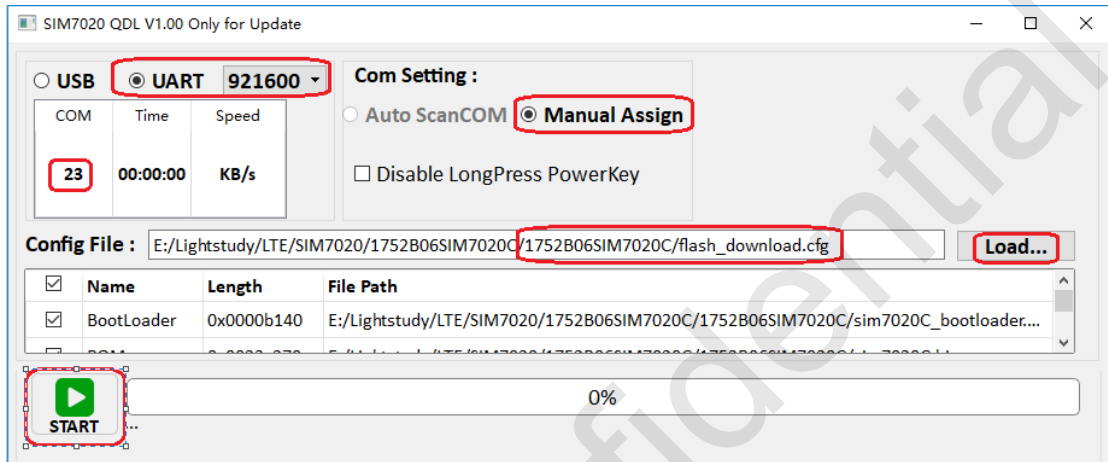 SIM7020 QDL V1.00 Only for Update
USB UART 921600
Com Setting :
COM Time Speed
Auto ScanCOM Manual Assign
23 00:00:00 KB/s
Disable LongPress PowerKey
Config File : E:/Lightstudy/LTE/SIM7020/1752B06SIM7020C/1752B06SIM7020C/flash_download.cfg Load...
Name Length File Path
BootLoader 0x0000b140 E:/Lightstudy/LTE/SIM7020/1752B06SIM7020C/1752B06SIM7020C/sim7020C_bootloader....
0%
START
...
fidential